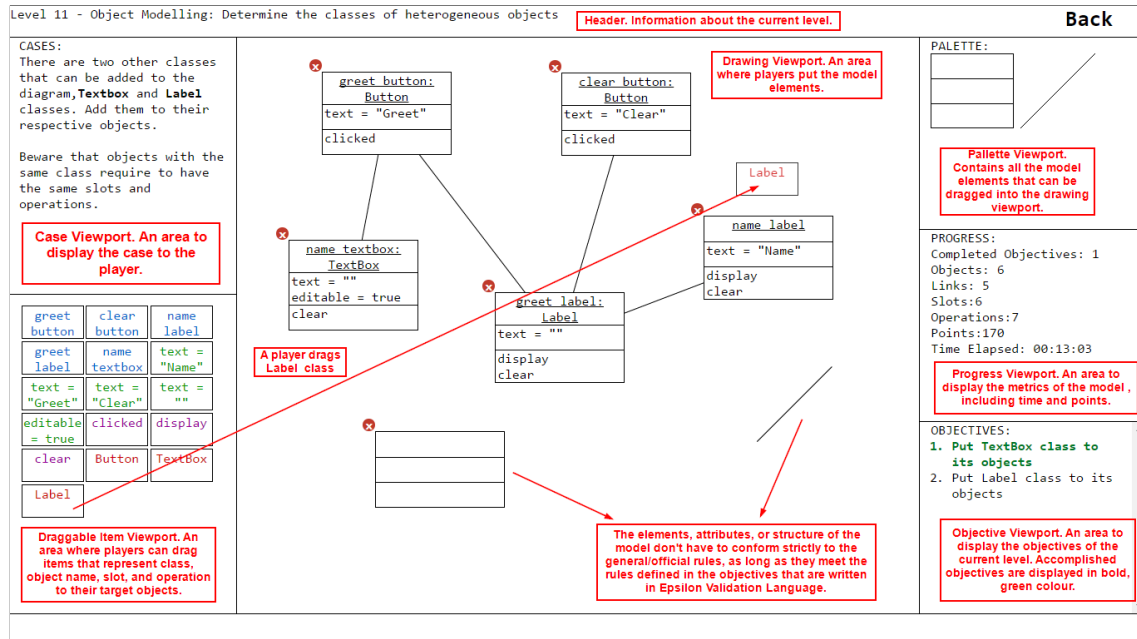 Level 11 - Object Modelling: Determine the classes of heterogeneous objects
Header. Information about the current level.
Back
CASES:
There are two other classes
that can be added to the
diagram,Textbox and Label
classes. Add them to their
respective objects.
Beware that objects with the
same class require to have
the same slots and
operations.
Case Viewport. An area to
display the case to the
player.
greet
button
clear
button
name
label
greet
label
name
textbox
text =
"Name"
text =
"Greet"
text =
"Clear"
text =
""
editable
= true
clicked
display
clear
Button
TextBox
Label
Draggable Item Viewport. An
area where players can drag
items that represent class,
object name, slot, and operation
to their target objects.
greet button:
Button
text = "Greet"
clicked
clear button:
Button
text = "Clear"
clicked
Drawing Viewport. An area
where players put the model
elements.
Label
name label
text = "Name"
display
clear
name textbox:
TextBox
text = ""
editable = true
clear
greet label:
Label
text = ""
display
clear
A player drags
Label class
The elements, attributes, or structure of the
model don't have to conform strictly to the
general/official rules, as long as they meet the
rules defined in the objectives that are written
in Epsilon Validation Language.
PALETTE:
Pallette Viewport.
Contains all the model
elements that can be
dragged into the drawing
viewport.
PROGRESS:
Completed Objectives: 1
Objects: 6
Links: 5
Slots:6
Operations:7
Points:170
Time Elapsed: 00:13:03
Progress Viewport. An area to
display the metrics of the model ,
including time and points.
OBJECTIVES:
1. Put TextBox class to
its objects
2. Put Label class to its
objects
Objective Viewport. An area to
display the objectives of the
current level. Accomplished
objectives are displayed in bold,
green colour.